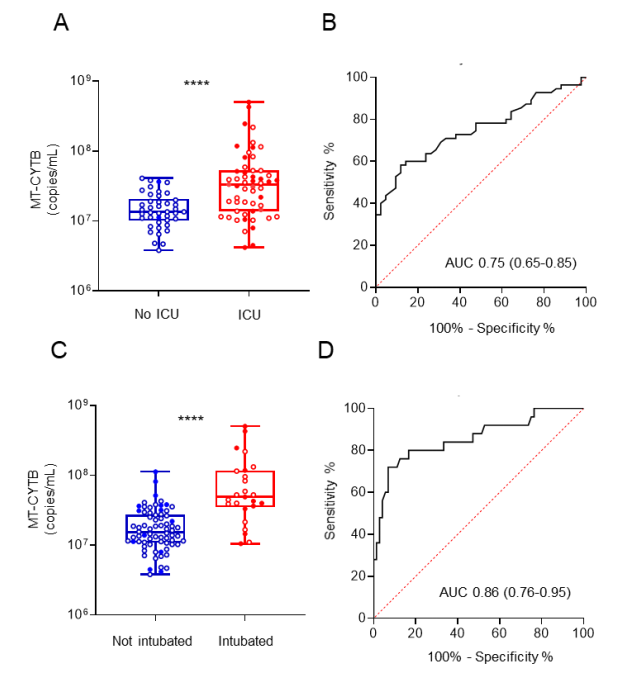 A
****
10⁹
10⁸
10⁷
10⁶
MT-CYTB
(copies/mL)
No ICU
ICU
B
100
80
60
40
20
0
Sensitivity %
AUC 0.75 (0.65-0.85)
0
20
40
60
80
100
100% - Specificity %
C
****
10⁹
10⁸
10⁷
10⁶
MT-CYTB
(copies/mL)
Not intubated
Intubated
D
100
80
60
40
20
0
Sensitivity %
AUC 0.86 (0.76-0.95)
0
20
40
60
80
100
100% - Specificity %